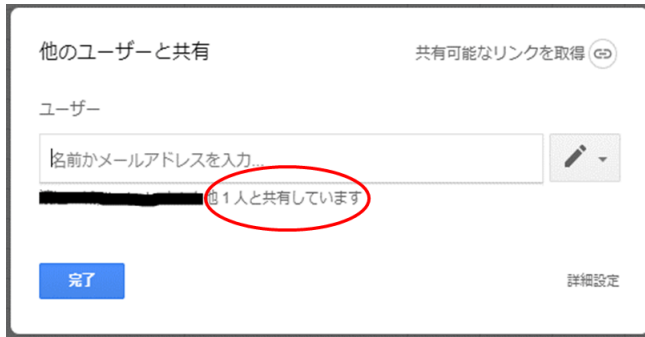 他のユーザーと共有
共有可能なリンクを取得
ユーザー
名前かメールアドレスを入力...
他1人と共有しています
完了
詳細設定